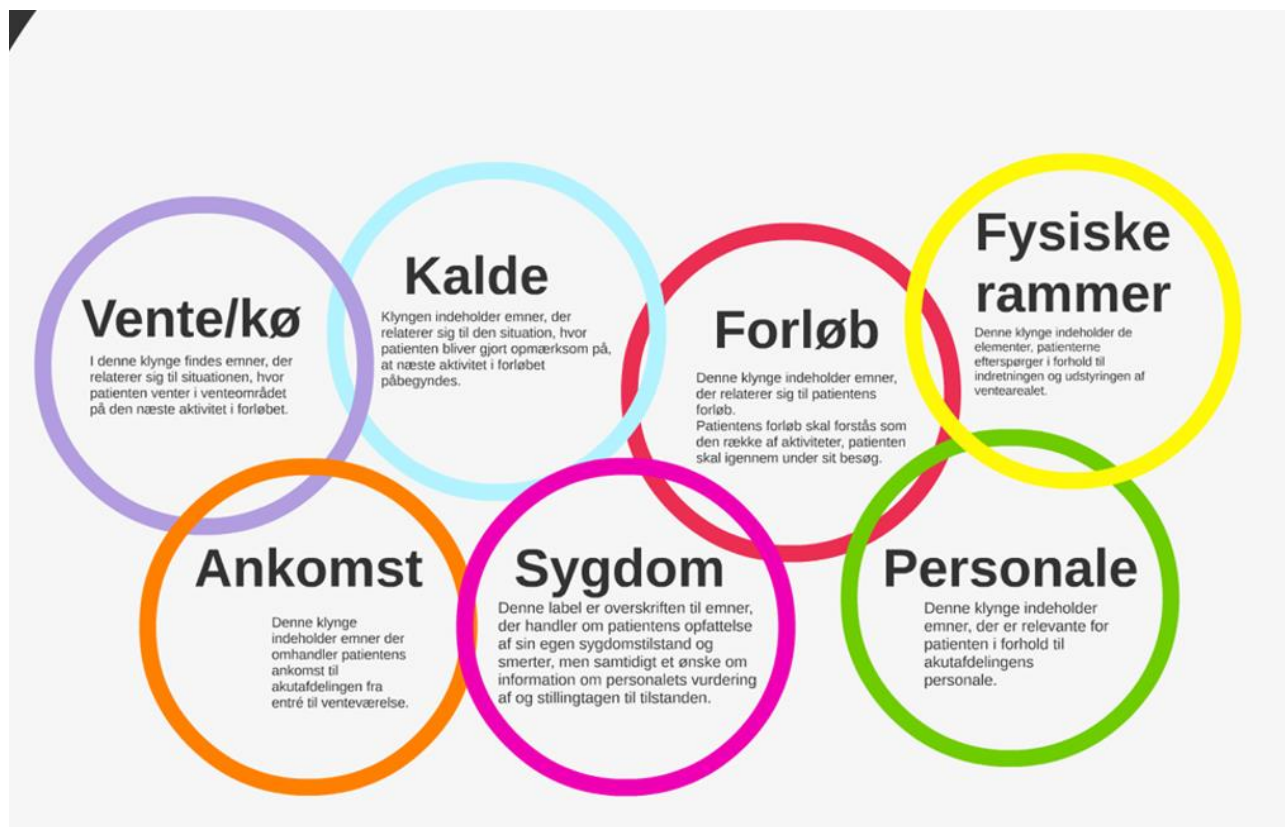 Vente/kø
I denne klynge findes emner, der
relaterer sig til situationen, hvor
patienten venter i venteområdet
på den næste aktivitet i forløbet.
Kalde
Klyngen indeholder emner, der
relaterer sig til den situation, hvor
patienten bliver gjort opmærksom på,
at næste aktivitet i forløbet
påbegyndes.
Forløb
Denne klynge indeholder emner,
der relaterer sig til patientens
forløb.
Patientens forløb skal forstås som
den række af aktiviteter, patienten
skal igennem under sit besøg.
Fysiske
rammer
Denne klynge indeholder de
elementer, patienterne
efterspørger i forhold til
indretningen og udstyringen af
ventearealet.
Ankomst
Denne klynge
indeholder emner der
omhandler patientens
ankomst til
akutafdelingen fra
entré til venteværelse.
Sygdom
Denne label er overskriften til emner,
der handler om patientens opfattelse
af sin egen sygdomstilstand og
smerter, men samtidigt et ønske om
information om personalets vurdering
af og stillingtagen til tilstanden.
Personale
Denne klynge indeholder
emner, der er relevante for
patienten i forhold til
akutafdelingens
personale.